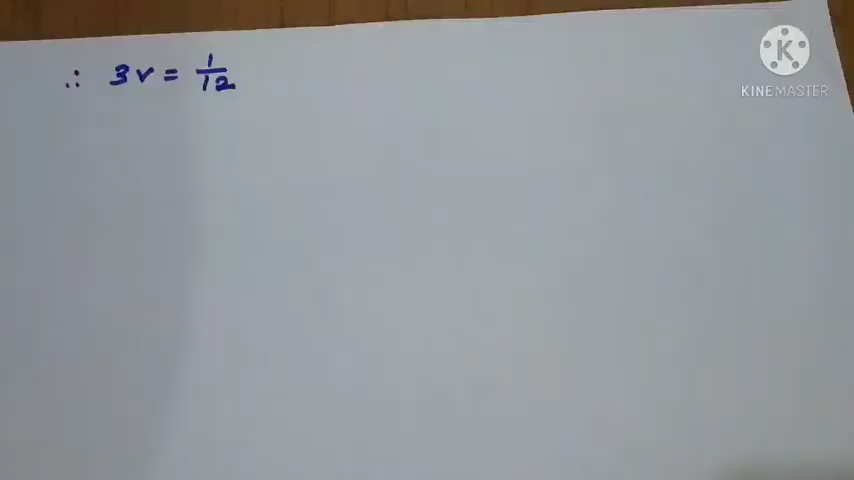 ∴ 3v = 1/12
KINEMASTER